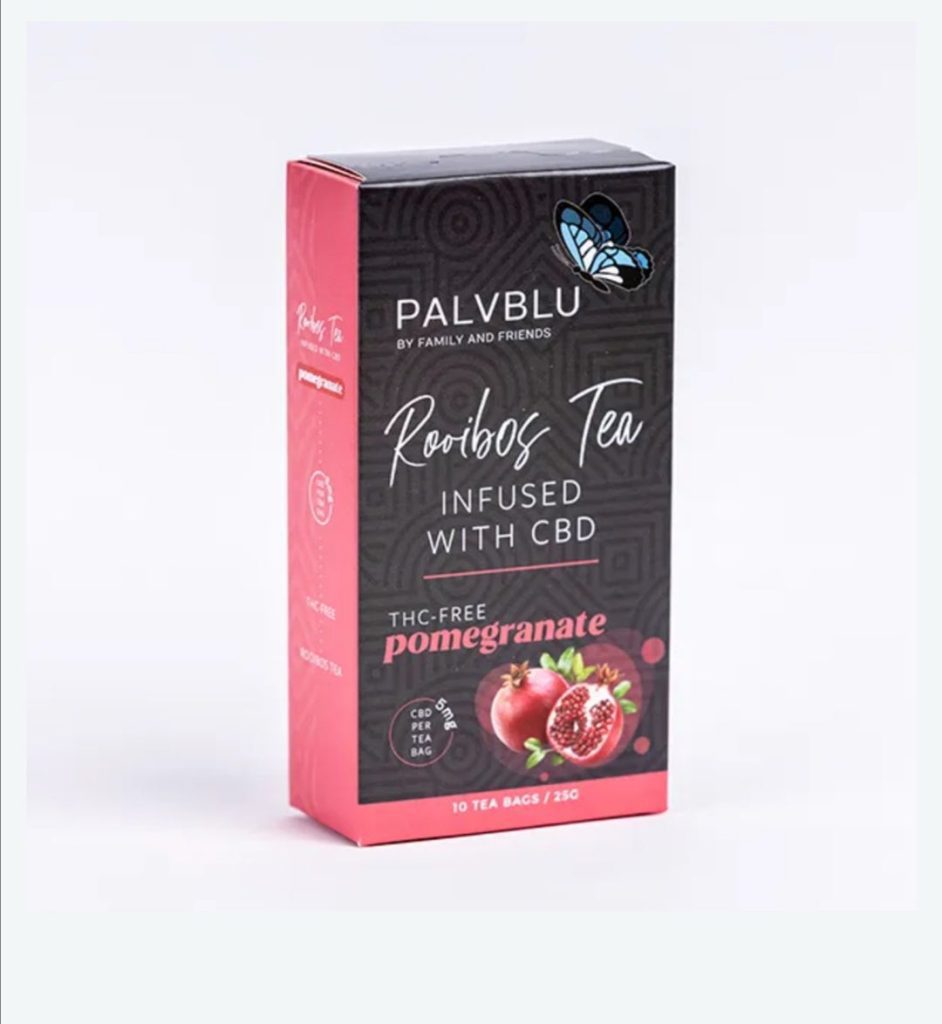 PALVBLU
BY FAMILY AND FRIENDS
Rooibos Tea
INFUSED
WITH CBD
THC-FREE
pomegranate
5mg
CBD
PER
TEA
BAG
10 TEA BAGS / 25G
Rooibos Tea
INFUSED WITH CBD
pomegranate
THC-FREE
ROOIBOS TEA